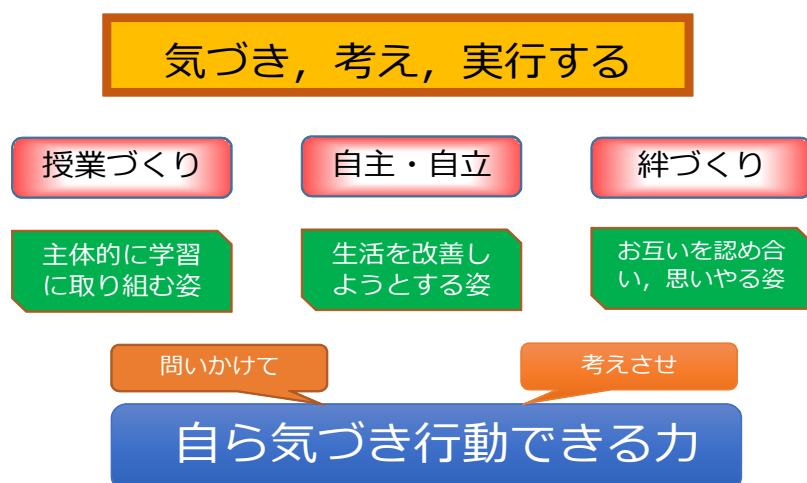 気づき，考え，実行する
授業づくり
自主・自立
絆づくり
主体的に学習
に取り組む姿
生活を改善し
ようとする姿
お互いを認め合
い，思いやる姿
問いかけて
考えさせ
自ら気づき行動できる力